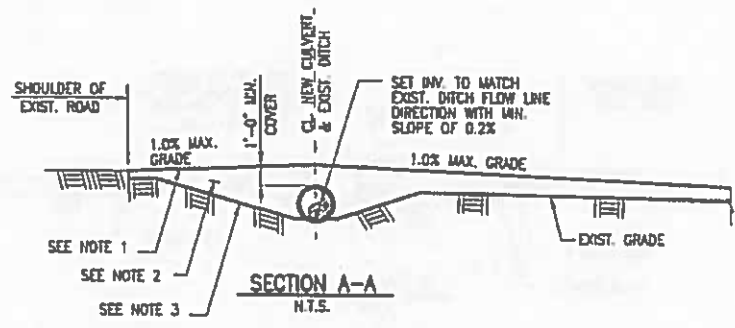 CL NEW CULVERT
& EXIST. DITCH
1'-0" MIN.
COVER
SHOULDER OF
EXIST. ROAD
SET INV. TO MATCH
EXIST. DITCH FLOW LINE
DIRECTION WITH MIN.
SLOPE OF 0.2%
1.0% MAX.
GRADE
1.0% MAX. GRADE
SEE NOTE 1
SEE NOTE 2
SEE NOTE 3
EXIST. GRADE
SECTION A-A
N.T.S.